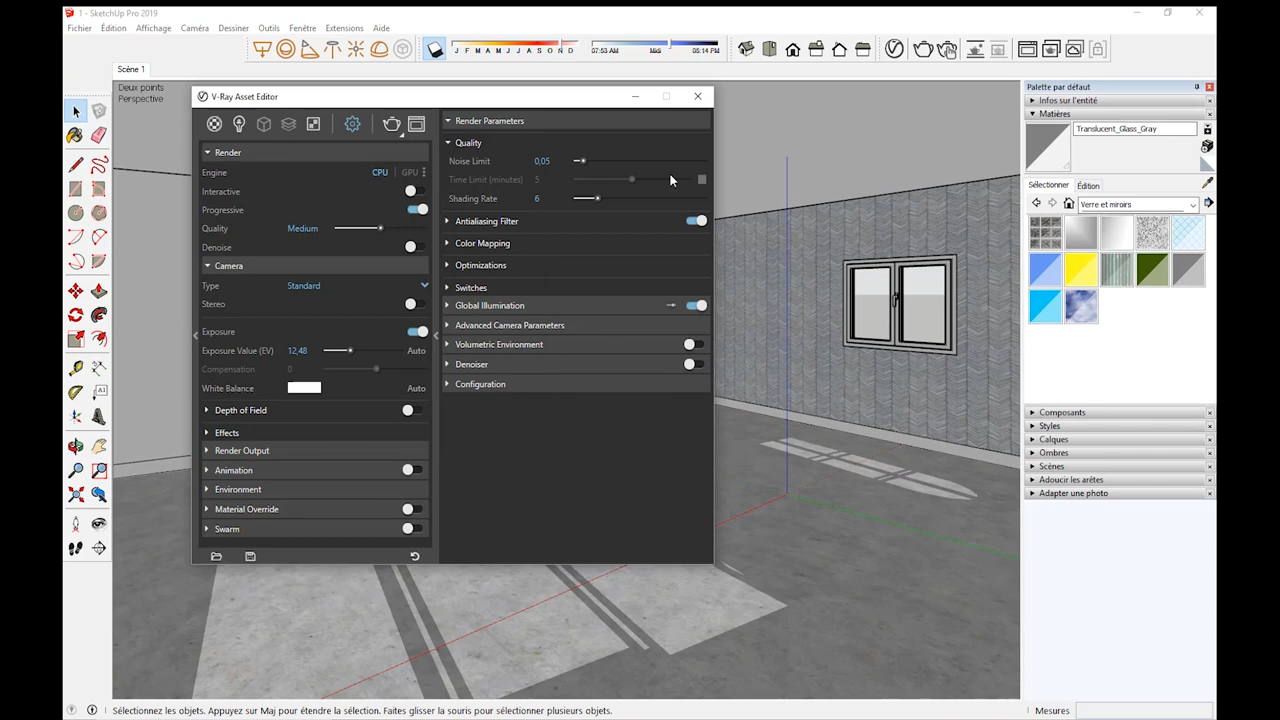 1 - SketchUp Pro 2019
Fichier Édition Affichage Caméra Dessiner Outils Fenêtre Extensions Aide
J F M A M J J A S O N D
07:53 AM Midi 05:14 PM
Scène 1
Deux points
Perspective
V-Ray Asset Editor
Render
Engine CPU GPU
Interactive
Progressive
Quality Medium
Denoise
Camera
Type Standard
Stereo
Exposure
Exposure Value (EV) 12,48 Auto
Compensation 0
White Balance Auto
Depth of Field
Effects
Render Output
Animation
Environment
Material Override
Swarm
Render Parameters
Quality
Noise Limit 0,05
Time Limit (minutes) 5
Shading Rate 6
Antialiasing Filter
Color Mapping
Optimizations
Switches
Global Illumination
Advanced Camera Parameters
Volumetric Environment
Denoiser
Configuration
Palette par défaut
Infos sur l'entité
Matières
Translucent_Glass_Gray
Sélectionner Édition
Verre et miroirs
Composants
Styles
Calques
Ombres
Scènes
Adoucir les arêtes
Adapter une photo
Sélectionnez les objets. Appuyez sur Maj pour étendre la sélection. Faites glisser la souris pour sélectionner plusieurs objets.
Mesures